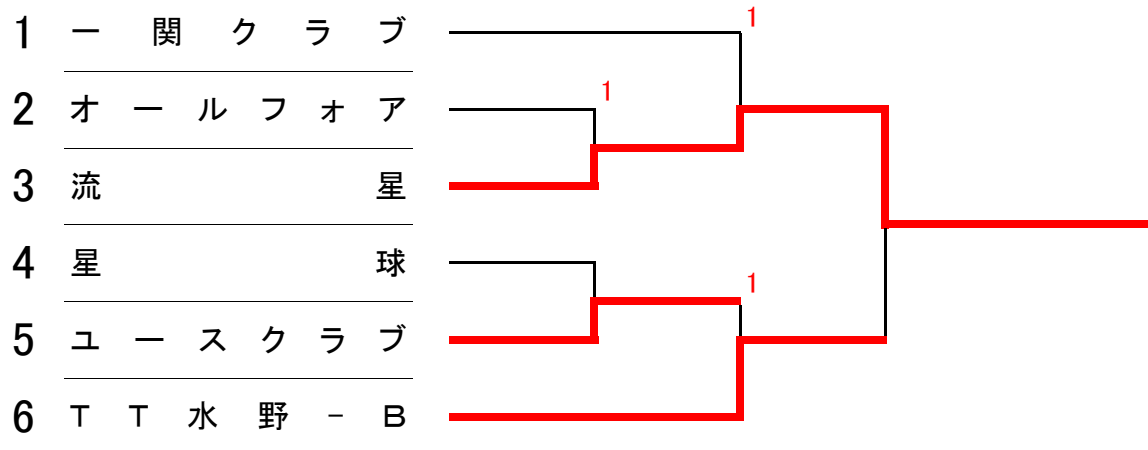 1 一関クラブ 1
2 オールフォア 1
3 流星
4 星球 1
5 ユースクラブ
6 TT水野-B